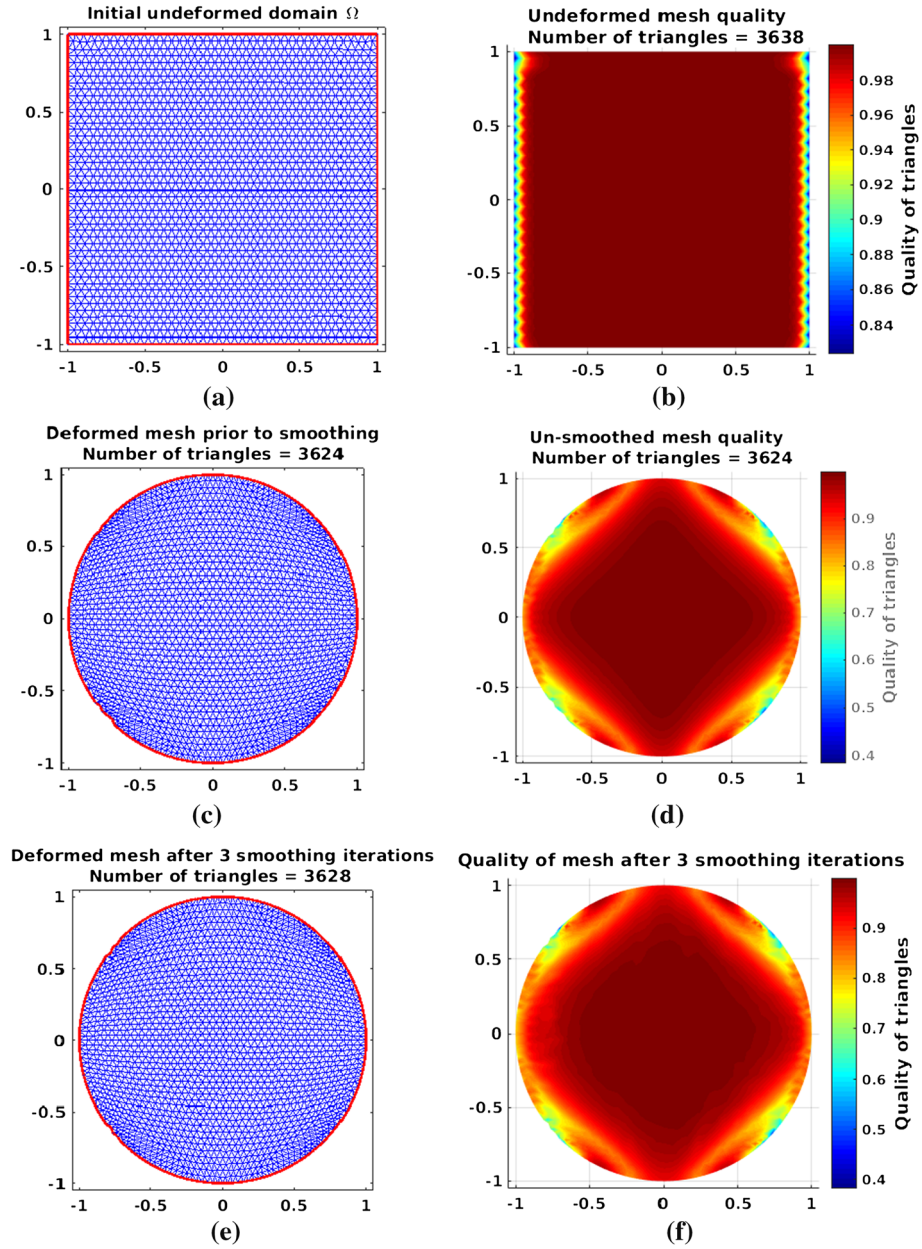 Initial undeformed domain Ω
1
0.5
0
-0.5
-1
-1 -0.5 0 0.5 1
(a)
Undeformed mesh quality
Number of triangles = 3638
1
0.5
0
-0.5
-1
-1 -0.5 0 0.5 1
0.98
0.96
0.94
0.92
0.9
0.88
0.86
0.84
Quality of triangles
(b)
Deformed mesh prior to smoothing
Number of triangles = 3624
1
0.5
0
-0.5
-1
-1 -0.5 0 0.5 1
(c)
Un-smoothed mesh quality
Number of triangles = 3624
1
0.5
0
-0.5
-1
-1 -0.5 0 0.5 1
0.9
0.8
0.7
0.6
0.5
0.4
Quality of triangles
(d)
Deformed mesh after 3 smoothing iterations
Number of triangles = 3628
1
0.5
0
-0.5
-1
-1 -0.5 0 0.5 1
(e)
Quality of mesh after 3 smoothing iterations
1
0.5
0
-0.5
-1
-1 -0.5 0 0.5 1
0.9
0.8
0.7
0.6
0.5
0.4
Quality of triangles
(f)